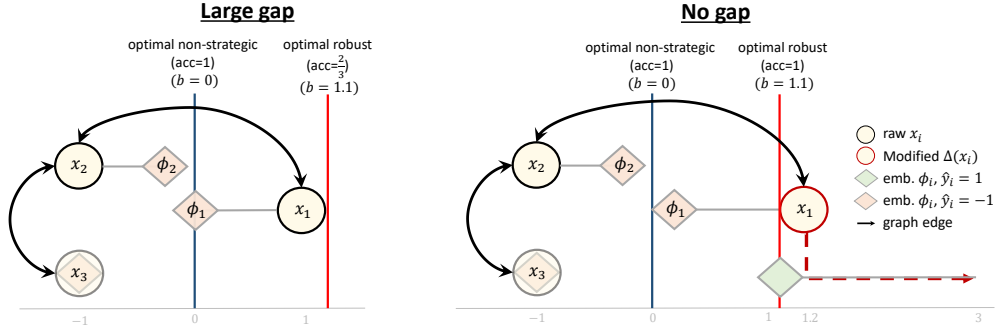 Large gap
optimal non-strategic
(acc=1)
(b = 0)
optimal robust
(acc=2/3)
(b = 1.1)
x₂
ϕ₂
ϕ₁
x₁
x₃
−1
0
1
No gap
optimal non-strategic
(acc=1)
(b = 0)
optimal robust
(acc=1)
(b = 1.1)
x₂
ϕ₂
ϕ₁
x₁
x₃
−1
0
1
1.2
3
raw xᵢ
Modified Δ(xᵢ)
emb. ϕᵢ, ŷᵢ = 1
emb. ϕᵢ, ŷᵢ = −1
graph edge